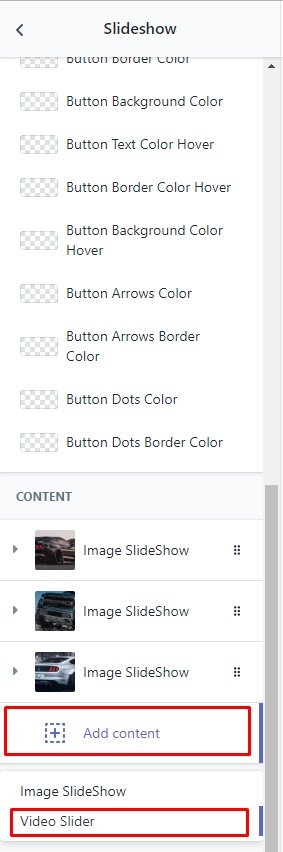 Slideshow
Button Border Color
Button Background Color
Button Text Color Hover
Button Border Color Hover
Button Background Color
Hover
Button Arrows Color
Button Arrows Border
Color
Button Dots Color
Button Dots Border Color
CONTENT
Image SlideShow
Image SlideShow
Image SlideShow
Add content
Image SlideShow
Video Slider